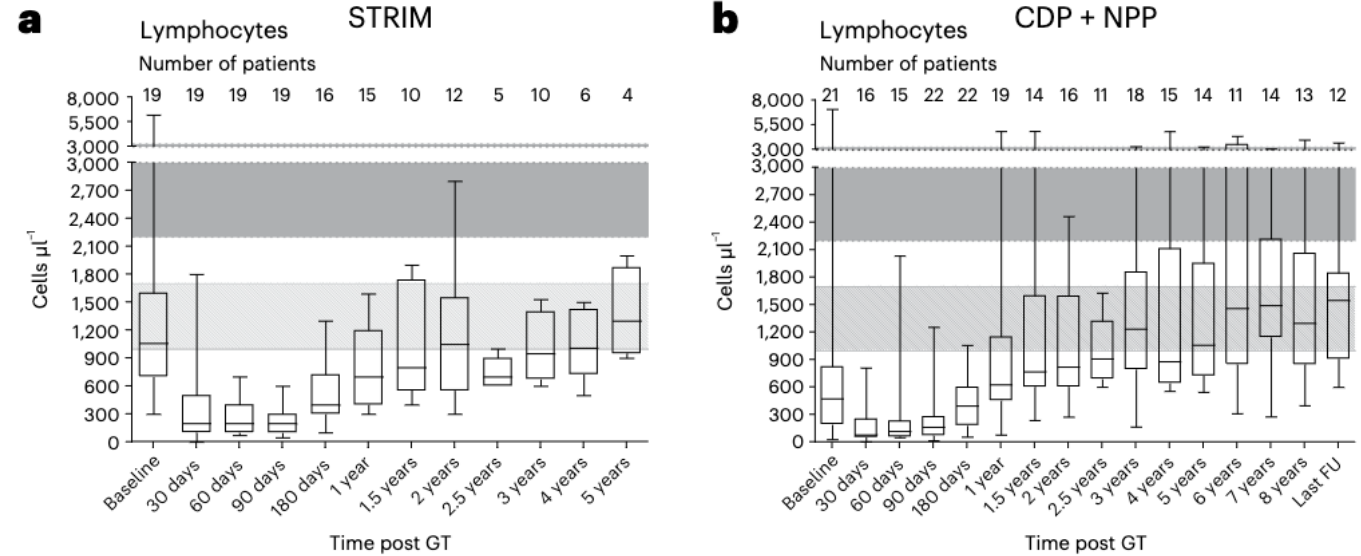 a STRIM
Lymphocytes
Number of patients
19 19 19 19 16 15 10 12 5 10 6 4
8,000
5,500
3,000
3,000
2,700
2,400
2,100
1,800
1,500
1,200
900
600
300
0
Cells µl⁻¹
Baseline 30 days 60 days 90 days 180 days 1 year 1.5 years 2 years 2.5 years 3 years 4 years 5 years
Time post GT
b CDP + NPP
Lymphocytes
Number of patients
21 16 15 22 22 19 14 16 11 18 15 14 11 14 13 12
8,000
5,500
3,000
3,000
2,700
2,400
2,100
1,800
1,500
1,200
900
600
300
0
Cells µl⁻¹
Baseline 30 days 60 days 90 days 180 days 1 year 1.5 years 2 years 2.5 years 3 years 4 years 5 years 6 years 7 years 8 years Last FU
Time post GT